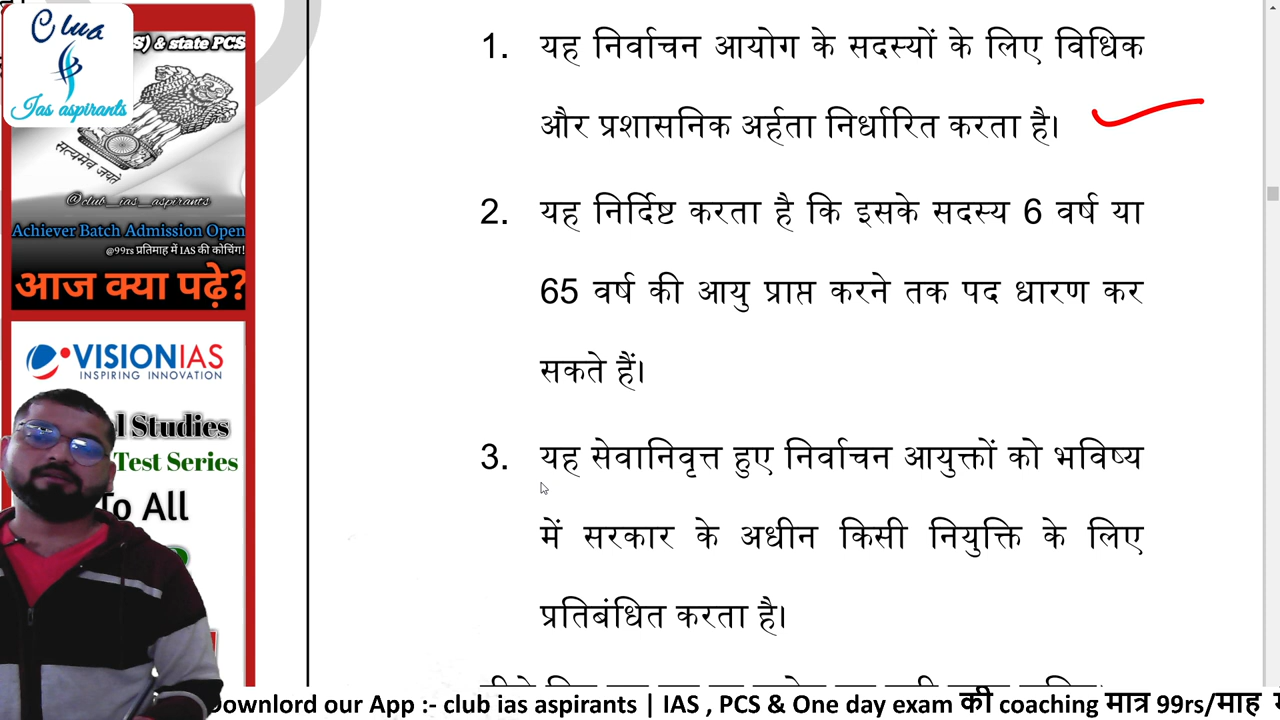 Club
Ias aspirants
S) & state PCS
सत्यमेव जयते
@club__ias_aspirants
Achiever Batch Admission Open
@99rs प्रतिमाह में IAS की कोचिंग!
आज क्या पढ़े?
VISIONIAS
INSPIRING INNOVATION
l Studies
Test Series
To All
1. यह निर्वाचन आयोग के सदस्यों के लिए विधिक
और प्रशासनिक अर्हता निर्धारित करता है।
2. यह निर्दिष्ट करता है कि इसके सदस्य 6 वर्ष या
65 वर्ष की आयु प्राप्त करने तक पद धारण कर
सकते हैं।
3. यह सेवानिवृत्त हुए निर्वाचन आयुक्तों को भविष्य
में सरकार के अधीन किसी नियुक्ति के लिए
प्रतिबंधित करता है।
Downlord our App :- club ias aspirants | IAS , PCS & One day exam की coaching मात्र 99rs/माह